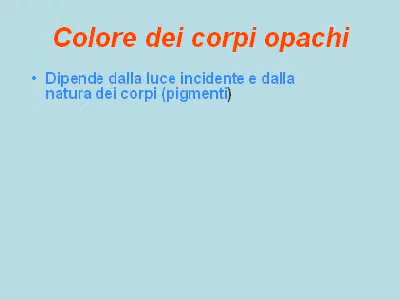 Colore dei corpi opachi
• Dipende dalla luce incidente e dalla
natura dei corpi (pigmenti)